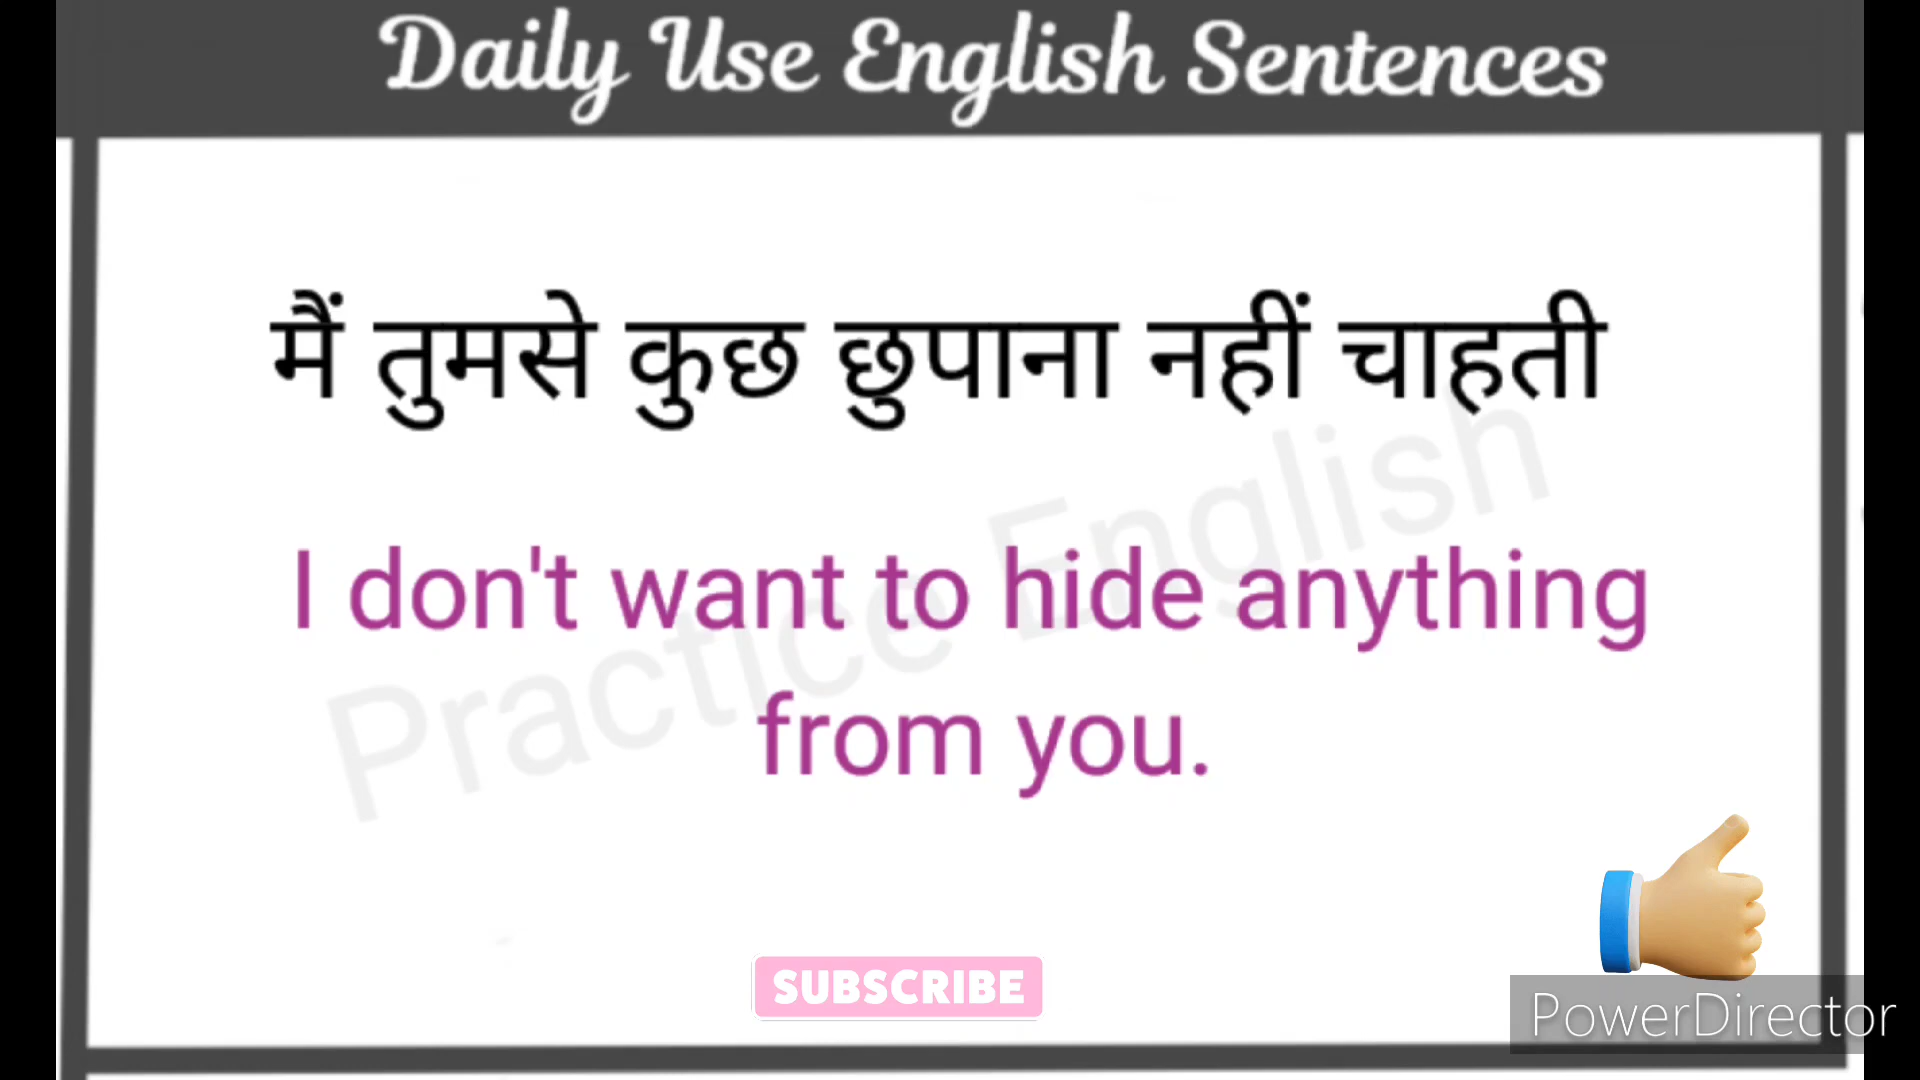 Daily Use English Sentences
मैं तुमसे कुछ छुपाना नहीं चाहती
Practice English
I don't want to hide anything
from you.
SUBSCRIBE
PowerDirector